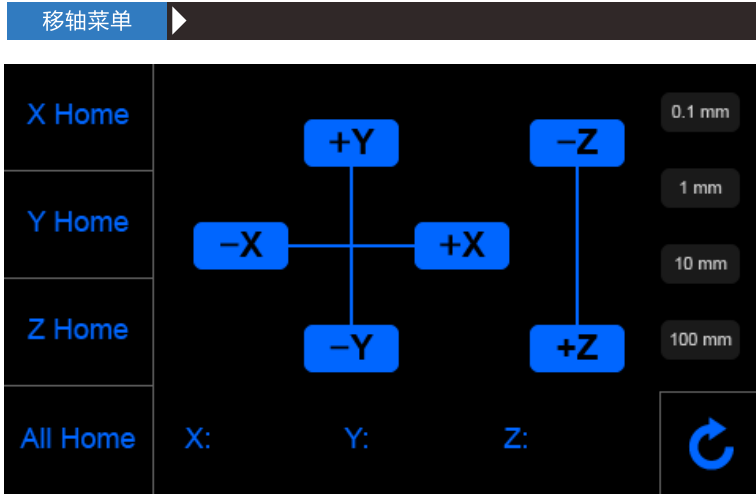 移轴菜单
X Home
Y Home
Z Home
All Home
+Y
−X
+X
−Y
−Z
+Z
0.1 mm
1 mm
10 mm
100 mm
X:
Y:
Z: